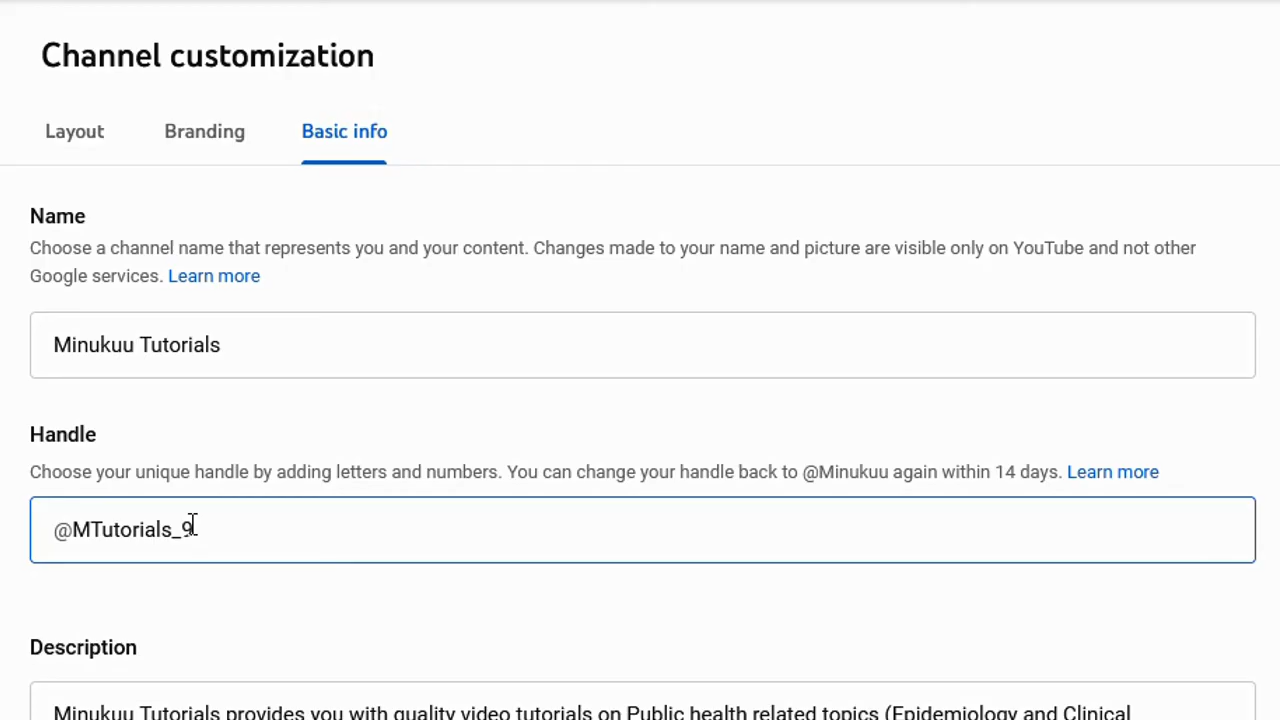 Channel customization
Layout Branding Basic info
Name
Choose a channel name that represents you and your content. Changes made to your name and picture are visible only on YouTube and not other
Google services. Learn more
Minukuu Tutorials
Handle
Choose your unique handle by adding letters and numbers. You can change your handle back to @Minukuu again within 14 days. Learn more
@MTutorials_9
Description
Minukuu Tutorials provides you with quality video tutorials on Public health related topics (Epidemiology and Clinical